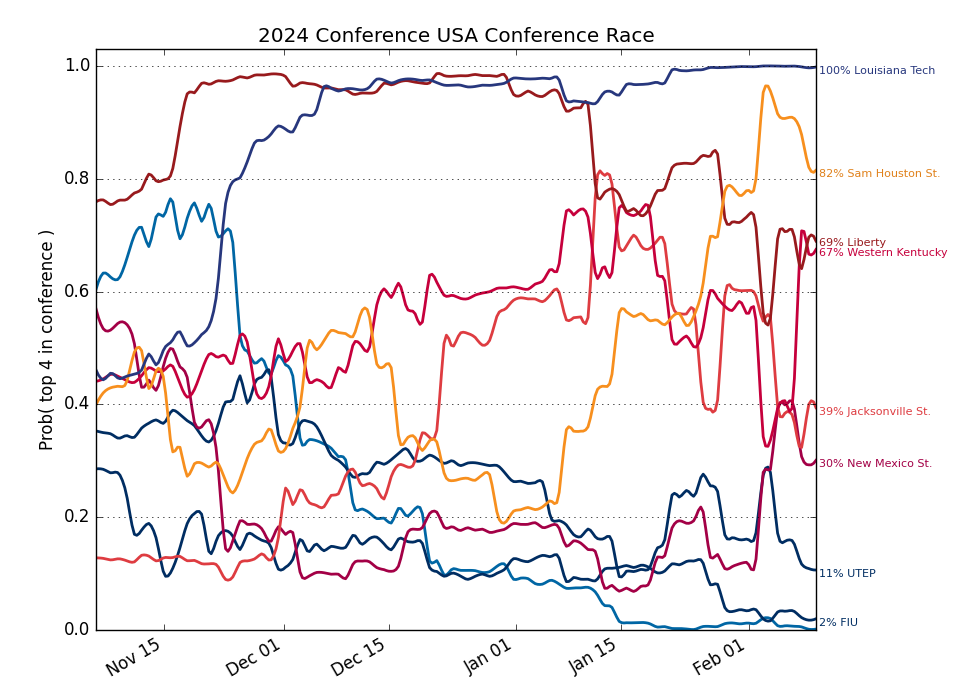 2024 Conference USA Conference Race
Prob( top 4 in conference )
1.0
0.8
0.6
0.4
0.2
0.0
Nov 15
Dec 01
Dec 15
Jan 01
Jan 15
Feb 01
100% Louisiana Tech
82% Sam Houston St.
69% Liberty
67% Western Kentucky
39% Jacksonville St.
30% New Mexico St.
11% UTEP
2% FIU